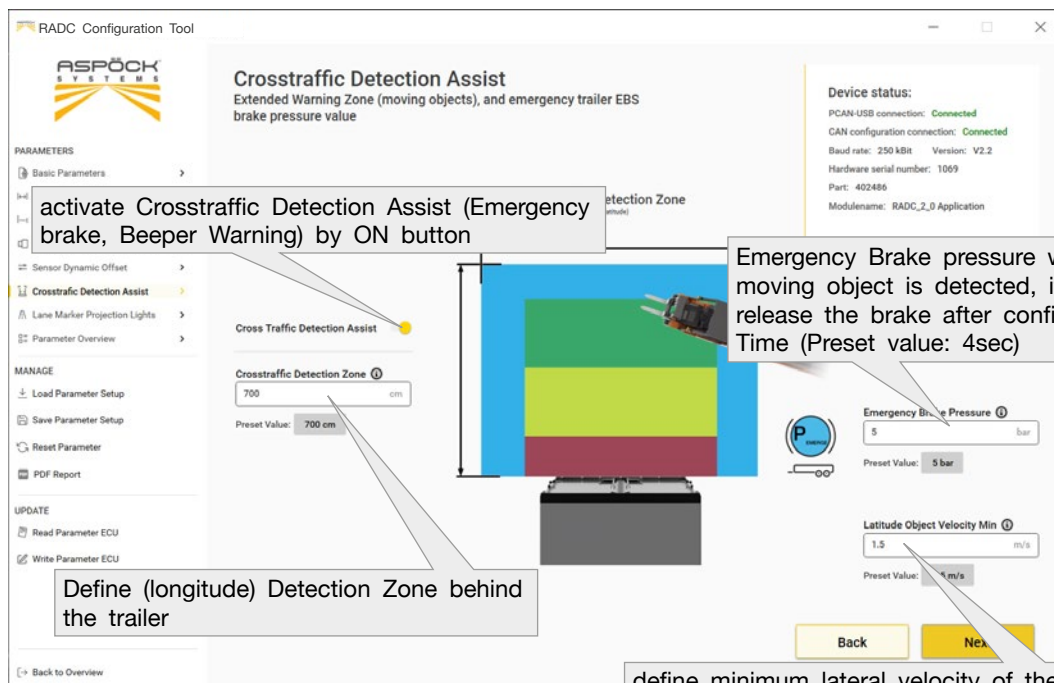 RADC Configuration Tool
ASPÖCK
SYSTEMS
Crosstraffic Detection Assist
Extended Warning Zone (moving objects), and emergency trailer EBS
brake pressure value
Device status:
PCAN-USB connection: Connected
CAN configuration connection: Connected
Baud rate: 250 kBit Version: V2.2
Hardware serial number: 1069
Part: 402486
Modulename: RADC_2_0 Application
PARAMETERS
Basic Parameters
Sensor Dynamic Offset
Crosstrafic Detection Assist
Lane Marker Projection Lights
Parameter Overview
MANAGE
Load Parameter Setup
Save Parameter Setup
Reset Parameter
PDF Report
UPDATE
Read Parameter ECU
Write Parameter ECU
Back to Overview
activate Crosstraffic Detection Assist (Emergency
brake, Beeper Warning) by ON button
Detection Zone
Cross Traffic Detection Assist
Crosstraffic Detection Zone
700 cm
Preset Value: 700 cm
Define (longitude) Detection Zone behind
the trailer
Emergency Brake pressure
moving object is detected,
release the brake after
Time (Preset value: 4sec)
P
EMERGE
Emergency Brake Pressure
5 bar
Preset Value: 5 bar
Latitude Object Velocity Min
1.5 m/s
Preset Value: m/s
Back
Next
define minimum lateral velocity of the